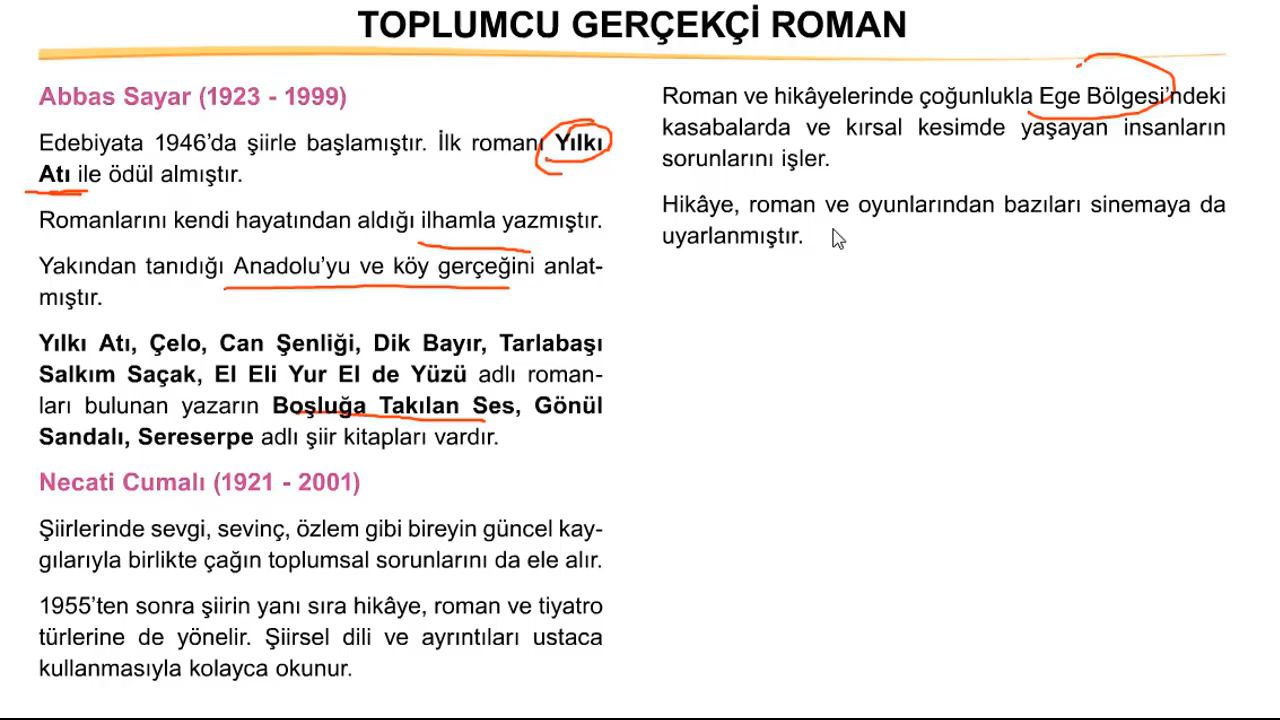 TOPLUMCU GERÇEKÇİ ROMAN
Abbas Sayar (1923 - 1999)
Edebiyata 1946’da şiirle başlamıştır. İlk romanı Yılkı
Atı ile ödül almıştır.
Romanlarını kendi hayatından aldığı ilhamla yazmıştır.
Yakından tanıdığı Anadolu’yu ve köy gerçeğini anlat-
mıştır.
Yılkı Atı, Çelo, Can Şenliği, Dik Bayır, Tarlabaşı
Salkım Saçak, El Eli Yur El de Yüzü adlı roman-
ları bulunan yazarın Boşluğa Takılan Ses, Gönül
Sandalı, Sereserpe adlı şiir kitapları vardır.
Necati Cumalı (1921 - 2001)
Şiirlerinde sevgi, sevinç, özlem gibi bireyin güncel kay-
gılarıyla birlikte çağın toplumsal sorunlarını da ele alır.
1955’ten sonra şiirin yanı sıra hikâye, roman ve tiyatro
türlerine de yönelir. Şiirsel dili ve ayrıntıları ustaca
kullanmasıyla kolayca okunur.
Roman ve hikâyelerinde çoğunlukla Ege Bölgesi’ndeki
kasabalarda ve kırsal kesimde yaşayan insanların
sorunlarını işler.
Hikâye, roman ve oyunlarından bazıları sinemaya da
uyarlanmıştır.